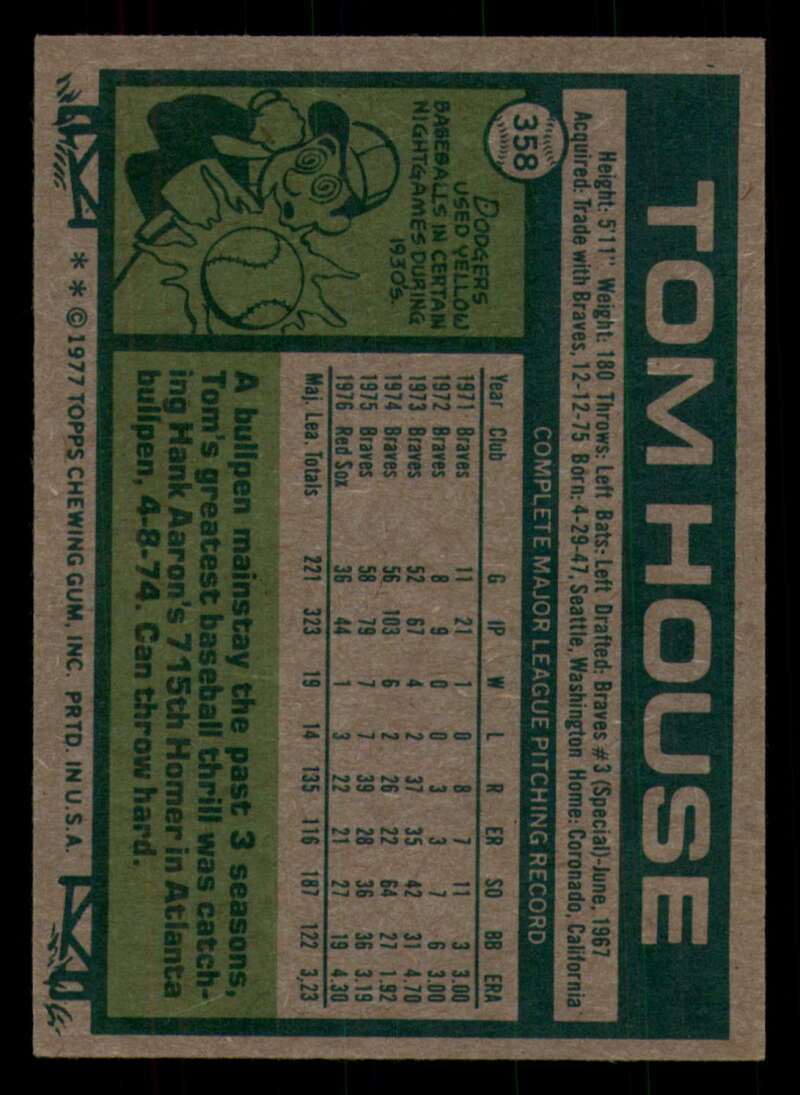 358
TOM HOUSE
Height: 5'11" Weight: 180 Throws: Left Bats: Left Drafted: Braves #3 (Special)-June, 1967
Acquired: Trade with Braves, 12-12-75 Born: 4-29-47, Seattle, Washington Home: Coronado, California
COMPLETE MAJOR LEAGUE PITCHING RECORD
Year Club G IP W L R ER SO BB ERA
1971 Braves 11 21 1 0 8 7 11 3 3.00
1972 Braves 8 9 0 0 3 3 7 6 3.00
1973 Braves 52 67 4 2 37 35 42 31 4.70
1974 Braves 56 103 6 2 26 22 64 27 1.92
1975 Braves 58 79 7 7 39 28 36 36 3.19
1976 Red Sox 36 44 1 3 22 21 27 19 4.30
Maj. Lea. Totals 221 323 19 14 135 116 187 122 3.23
DODGERS
USED YELLOW
BASEBALLS IN CERTAIN
NIGHTGAMES DURING
1930's.
A bullpen mainstay the past 3 seasons,
Tom's greatest baseball thrill was catch-
ing Hank Aaron's 715th Homer in Atlanta
bullpen, 4-8-74. Can throw hard.
* * © 1977 TOPPS CHEWING GUM, INC. PRTD. IN U.S.A.